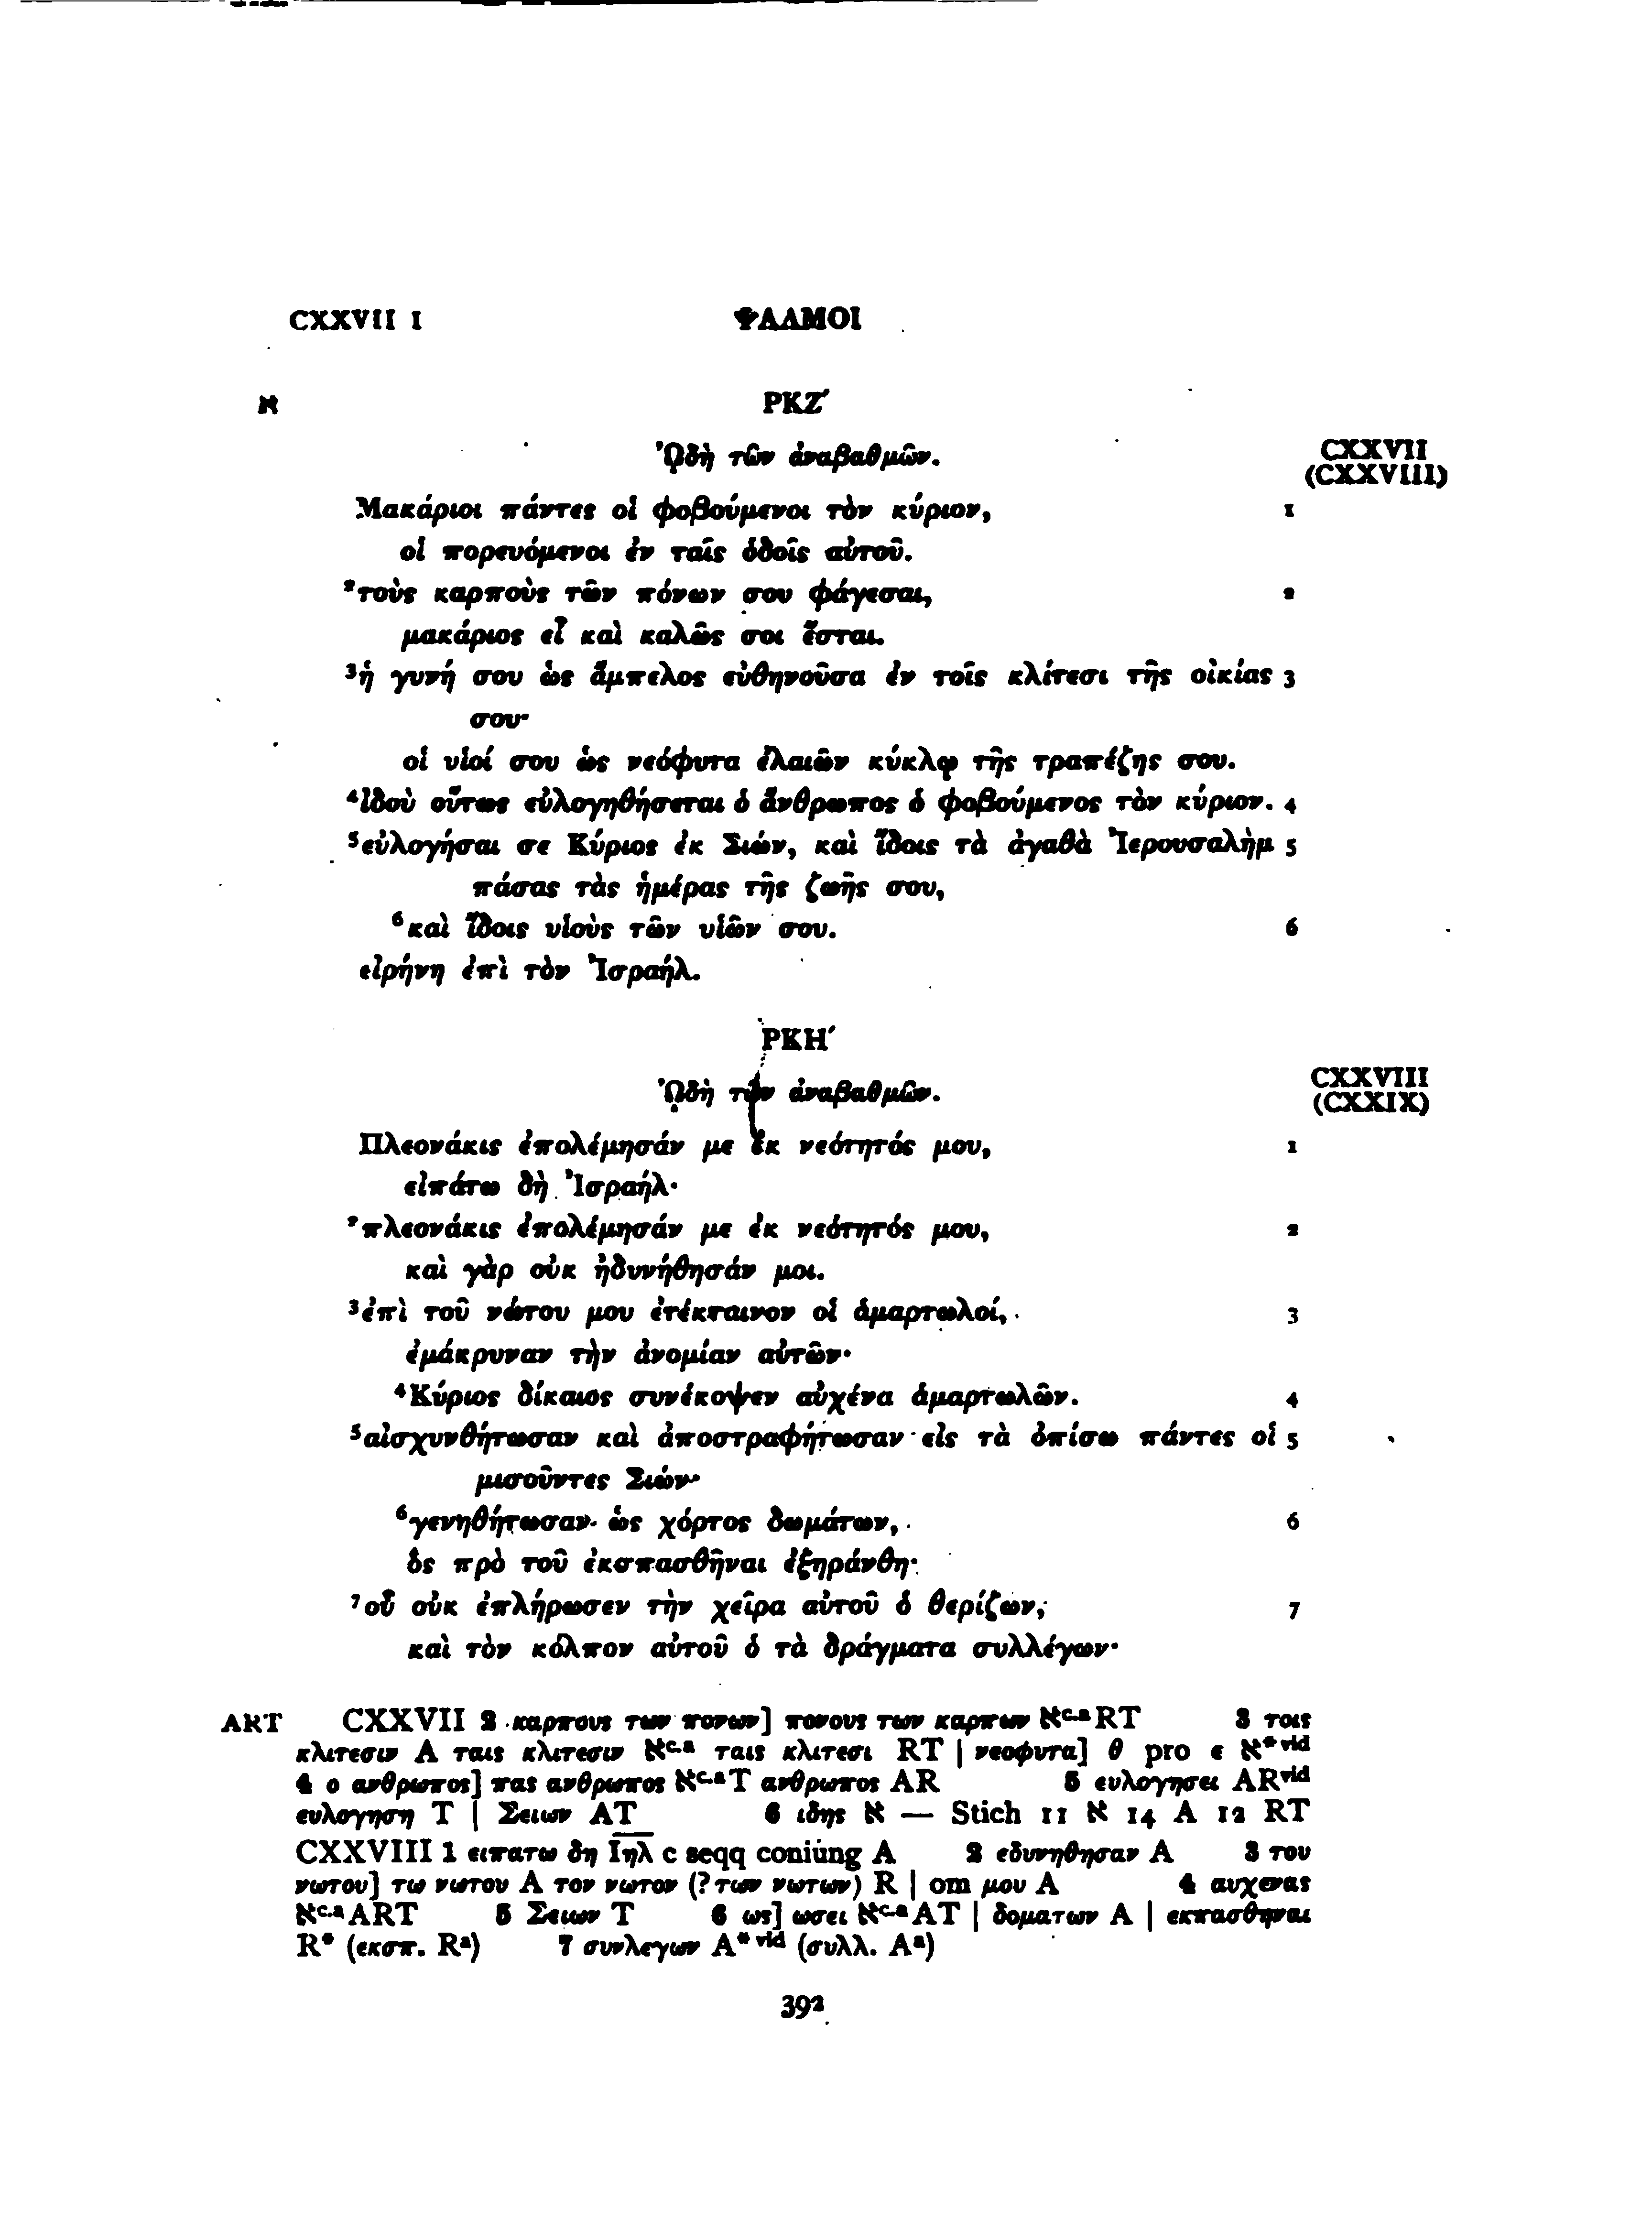 CXXVII 1 ΨΑΛΜΟΙ
א ΡΚΖ´
Ὠδὴ τῶν ἀναβαθμῶν. CXXVII
(CXXVIII)
Μακάριοι πάντες οἱ φοβούμενοι τὸν κύριον, 1
οἱ πορευόμενοι ἐν ταῖς ὁδοῖς αὐτοῦ.
²τοὺς καρποὺς τῶν πόνων σου φάγεσαι, 2
μακάριος εἶ καὶ καλῶς σοι ἔσται.
³ἡ γυνή σου ὡς ἄμπελος εὐθηνοῦσα ἐν τοῖς κλίτεσι τῆς οἰκίας 3
σου·
οἱ υἱοί σου ὡς νεόφυτα ἐλαιῶν κύκλῳ τῆς τραπέζης σου.
⁴ἰδοὺ οὕτως εὐλογηθήσεται ὁ ἄνθρωπος ὁ φοβούμενος τὸν κύριον. 4
⁵εὐλογήσαι σε Κύριος ἐκ Σιών, καὶ ἴδοις τὰ ἀγαθὰ Ἰερουσαλὴμ 5
πάσας τὰς ἡμέρας τῆς ζωῆς σου,
⁶καὶ ἴδοις υἱοὺς τῶν υἱῶν σου. 6
εἰρήνη ἐπὶ τὸν Ἰσραήλ.
ΡΚΗ´
Ὠδὴ τῶν ἀναβαθμῶν. CXXVIII
(CXXIX)
Πλεονάκις ἐπολέμησάν με ἐκ νεότητός μου, 1
εἰπάτω δὴ Ἰσραήλ·
²πλεονάκις ἐπολέμησάν με ἐκ νεότητός μου, 2
καὶ γὰρ οὐκ ἠδυνήθησάν μοι.
³ἐπὶ τοῦ νώτου μου ἐτέκταινον οἱ ἁμαρτωλοί, 3
ἐμάκρυναν τὴν ἀνομίαν αὐτῶν·
⁴Κύριος δίκαιος συνέκοψεν αὐχένα ἁμαρτωλῶν. 4
⁵αἰσχυνθήτωσαν καὶ ἀποστραφήτωσαν εἰς τὰ ὀπίσω πάντες οἱ 5
μισοῦντες Σιών·
⁶γενηθήτωσαν ὡς χόρτος δωμάτων, 6
ὃς πρὸ τοῦ ἐκσπασθῆναι ἐξηράνθη·
⁷οὗ οὐκ ἐπλήρωσεν τὴν χεῖρα αὐτοῦ ὁ θερίζων, 7
καὶ τὸν κόλπον αὐτοῦ ὁ τὰ δράγματα συλλέγων·
ART CXXVII 2 καρπους των πονων] πονους των καρπων אᶜ·ᵃRT 3 τοις
κλιτεσιν A ταις κλιτεσιν אᶜ·ᵃ ταις κλιτεσι RT | νεοφυτα] θ pro ε א*ᵛⁱᵈ
4 ο ανθρωπος] πας ανθρωπος אᶜ·ᵃT ανθρωπος AR 5 ευλογησει ARᵛⁱᵈ
ευλογηση T | Σειων AT 6 ιδης א — Stich 11 א 14 A 12 RT
CXXVIII 1 ειπατω δη Ιηλ c seqq coniung A 2 εδυνηθησαν A 3 του
νωτου] τω νωτου A τον νωτον (? των νωτων) R | om μου A 4 αυχενας
אᶜ·ᵃART 5 Σειων T 6 ως] ωσει אᶜ·ᵃAT | δοματων A | εκπασθηναι
R* (εκσπ. Rᵃ) 7 συνλεγων A*ᵛⁱᵈ (συλλ. Aᵃ)
392